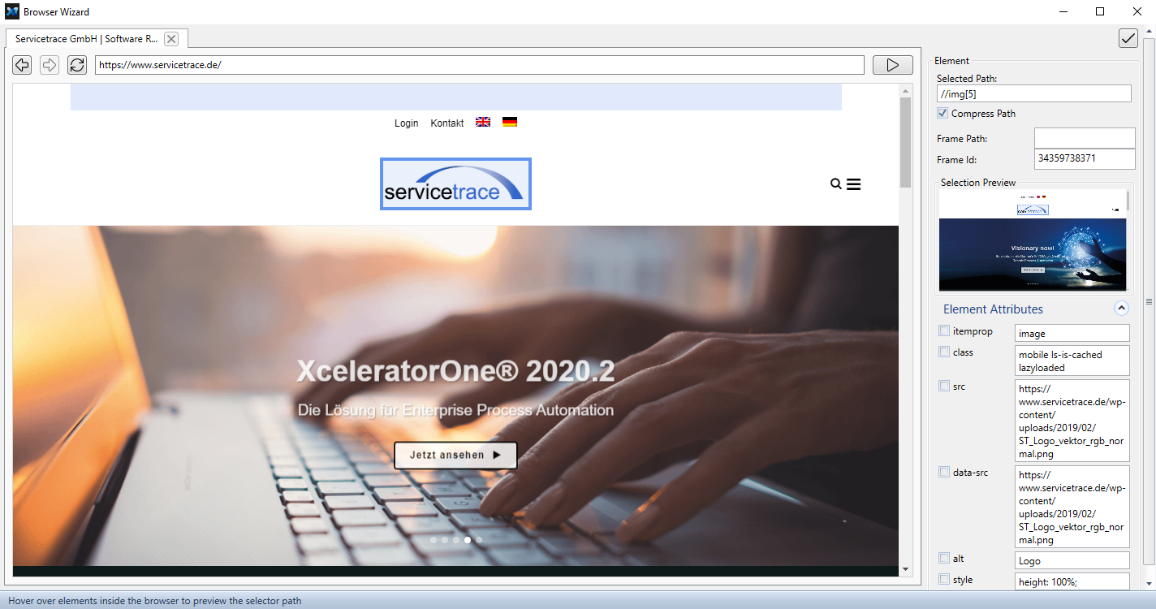 Browser Wizard
Servicetrace GmbH | Software R...
https://www.servicetrace.de/
Login Kontakt
servicetrace
XceleratorOne® 2020.2
Die Lösung für Enterprise Process Automation
Jetzt ansehen
Element
Selected Path:
//img[5]
Compress Path
Frame Path:
Frame Id: 34359738371
Selection Preview
Visionary now!
Element Attributes
itemprop image
class mobile ls-is-cached
lazyloaded
src https://
www.servicetrace.de/wp-
content/
uploads/2019/02/
ST_Logo_vektor_rgb_nor
mal.png
data-src https://
www.servicetrace.de/wp-
content/
uploads/2019/02/
ST_Logo_vektor_rgb_nor
mal.png
alt Logo
style height: 100%;
Hover over elements inside the browser to preview the selector path